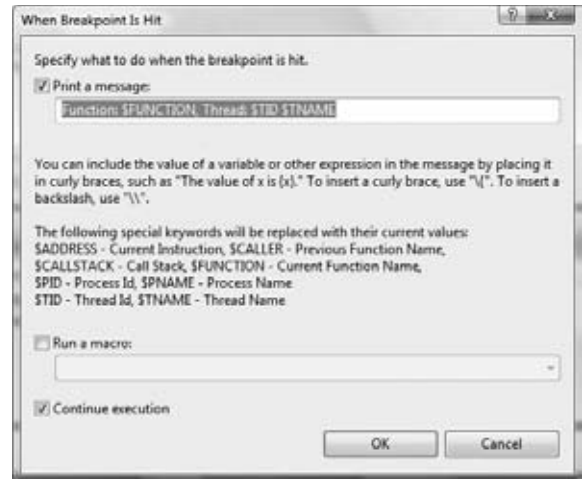 When Breakpoint Is Hit
Specify what to do when the breakpoint is hit.
Print a message:
Function: $FUNCTION, Thread: $TID $TNAME
You can include the value of a variable or other expression in the message by placing it
in curly braces, such as "The value of x is {x}." To insert a curly brace, use "\{". To insert a
backslash, use "\\".
The following special keywords will be replaced with their current values:
$ADDRESS - Current Instruction, $CALLER - Previous Function Name,
$CALLSTACK - Call Stack, $FUNCTION - Current Function Name,
$PID - Process Id, $PNAME - Process Name
$TID - Thread Id, $TNAME - Thread Name
Run a macro:
Continue execution
OK
Cancel